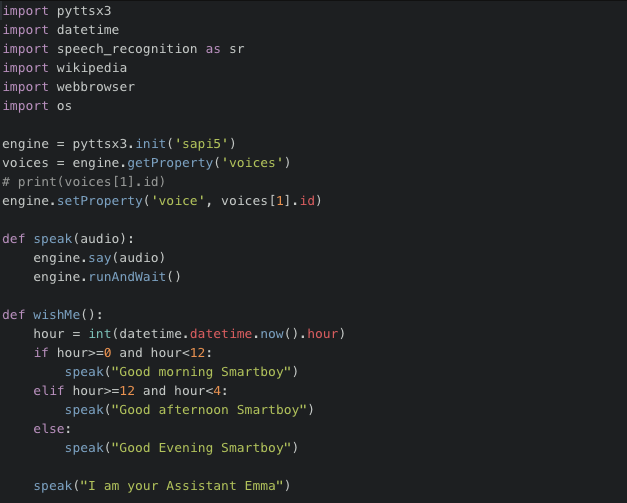 import pyttsx3
import datetime
import speech_recognition as sr
import wikipedia
import webbrowser
import os

engine = pyttsx3.init('sapi5')
voices = engine.getProperty('voices')
# print(voices[1].id)
engine.setProperty('voice', voices[1].id)

def speak(audio):
    engine.say(audio)
    engine.runAndWait()

def wishMe():
    hour = int(datetime.datetime.now().hour)
    if hour>=0 and hour<12:
        speak("Good morning Smartboy")
    elif hour>=12 and hour<4:
        speak("Good afternoon Smartboy")
    else:
        speak("Good Evening Smartboy")

    speak("I am your Assistant Emma")